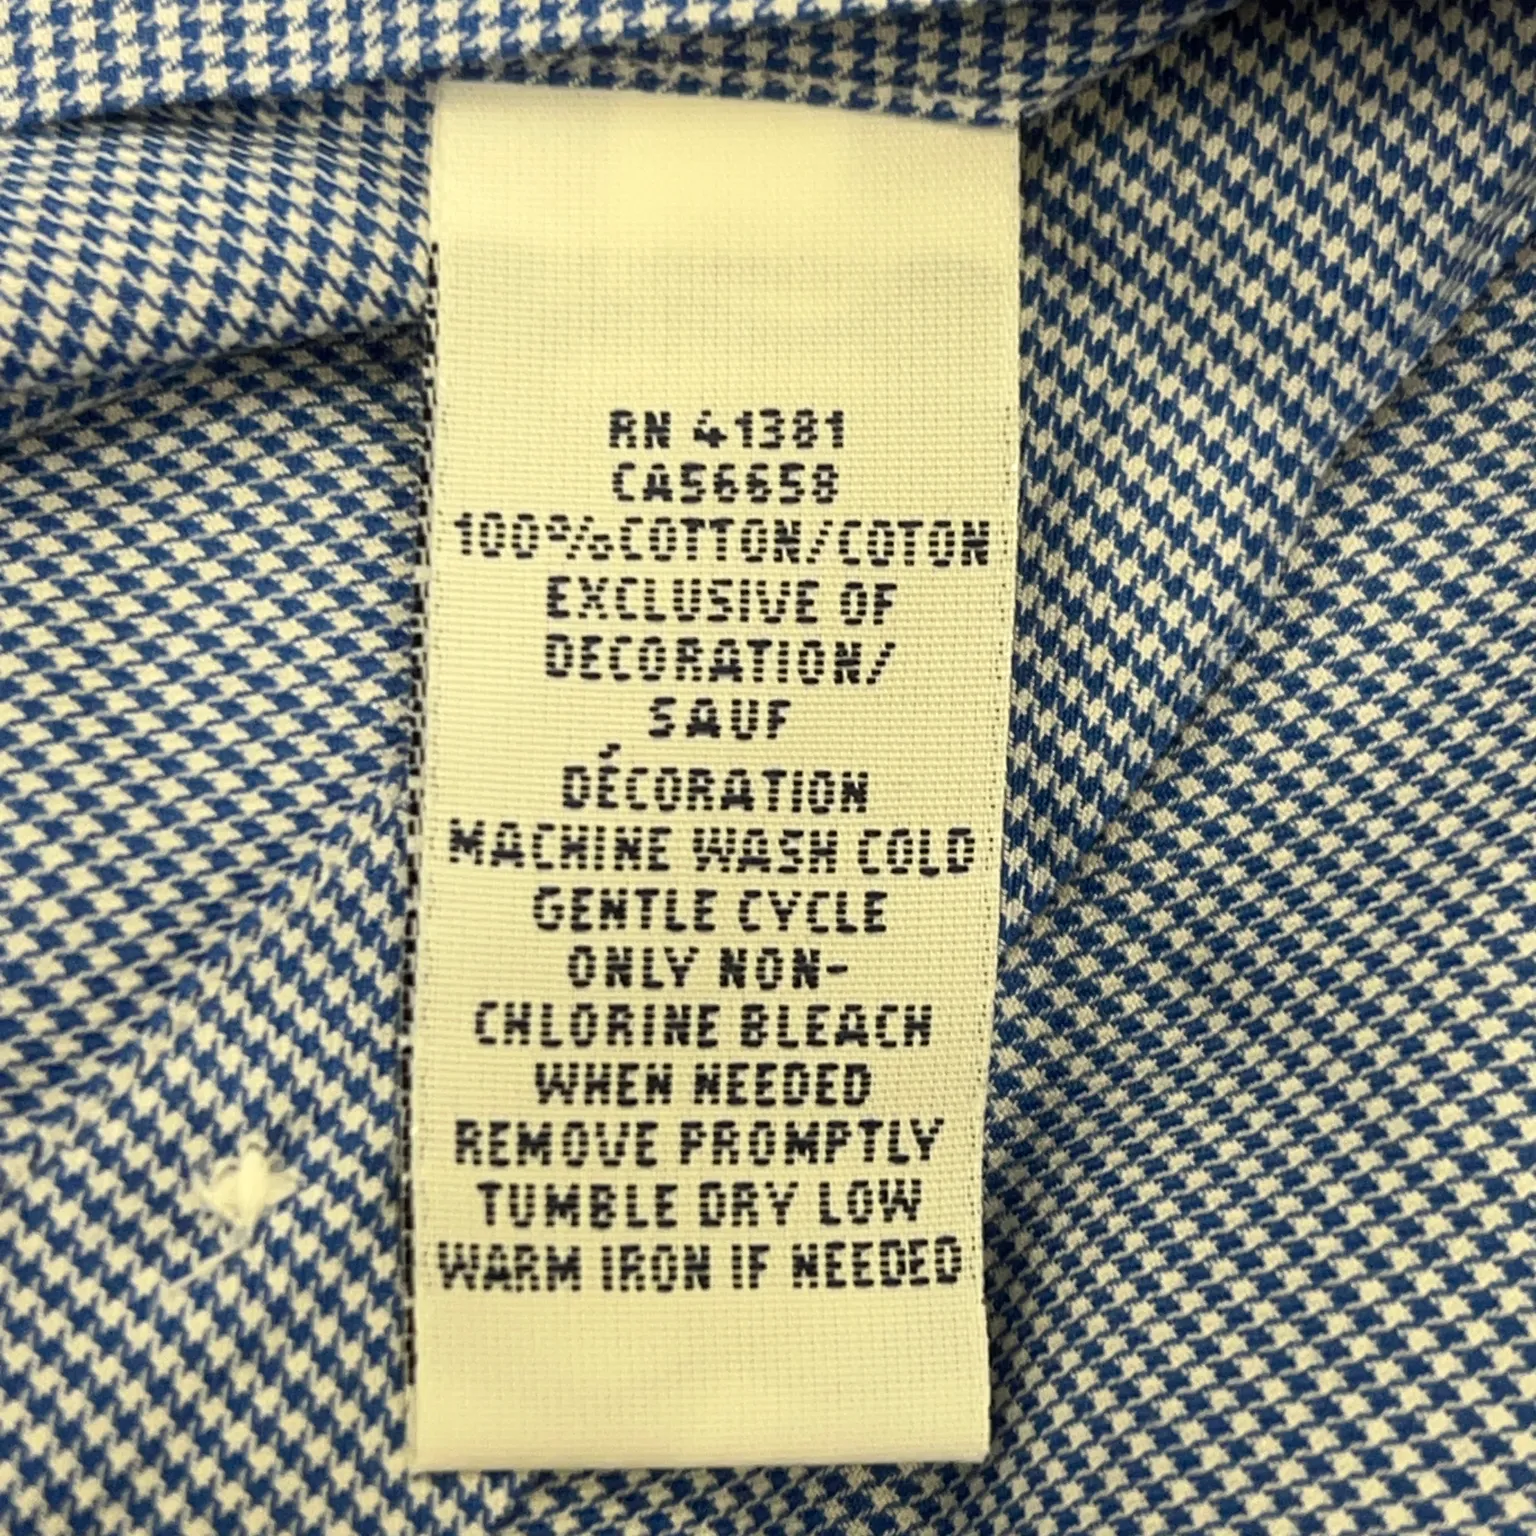 RN 41381
CA56658
100%COTTON/COTON
EXCLUSIVE OF
DECORATION/
SAUF
DÉCORATION
MACHINE WASH COLD
GENTLE CYCLE
ONLY NON-
CHLORINE BLEACH
WHEN NEEDED
REMOVE PROMPTLY
TUMBLE DRY LOW
WARM IRON IF NEEDED